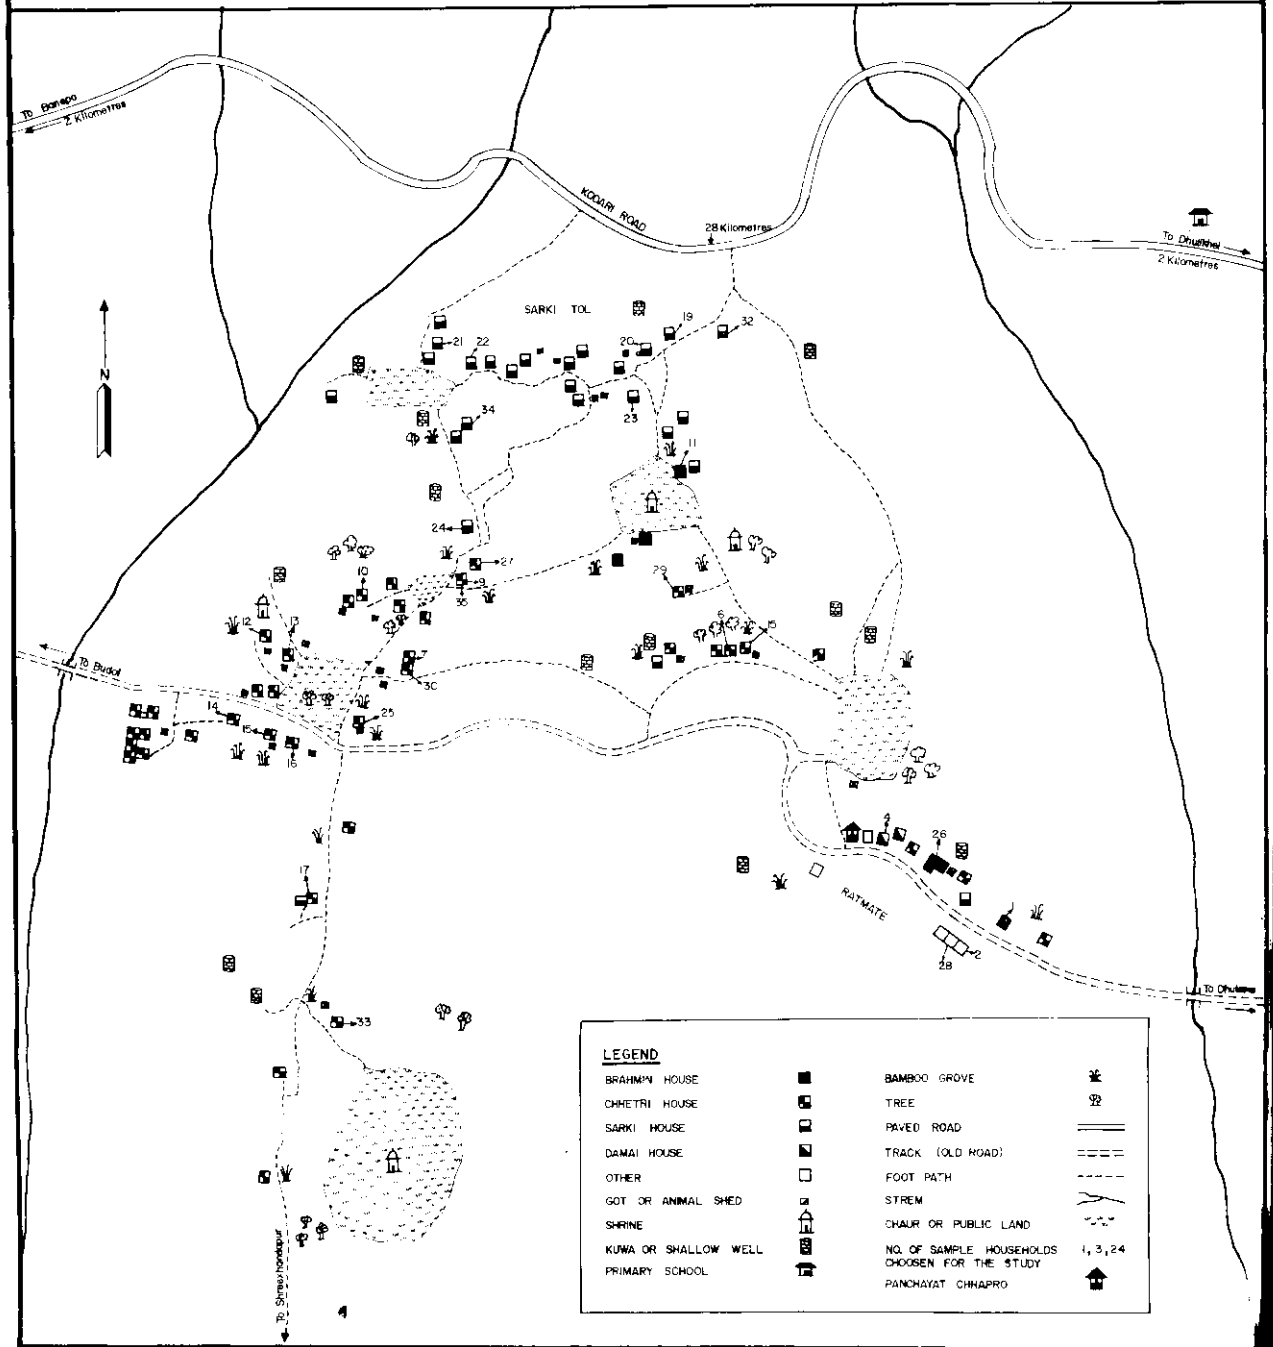 To Banepa
2 Kilometres
KODARI ROAD
28 Kilometres
To Dhulikhel
2 Kilometres
SARKI TOL
19
32
20
21
22
N
34
23
11
24
27
10
9
35
29
12
13
6
15
7
30
To Budol
14
25
15
16
4
26
17
RATMATE
1
2
28
To Dhulikhel
33
To Shreekhandapur
LEGEND
BRAHMIN HOUSE
CHHETRI HOUSE
SARKI HOUSE
DAMAI HOUSE
OTHER
GOT OR ANIMAL SHED
SHRINE
KUWA OR SHALLOW WELL
PRIMARY SCHOOL
BAMBOO GROVE
TREE
PAVED ROAD
TRACK (OLD ROAD)
FOOT PATH
STREM
CHAUR OR PUBLIC LAND
NO. OF SAMPLE HOUSEHOLDS 1,3,24
CHOOSEN FOR THE STUDY
PANCHAYAT CHHAPRO